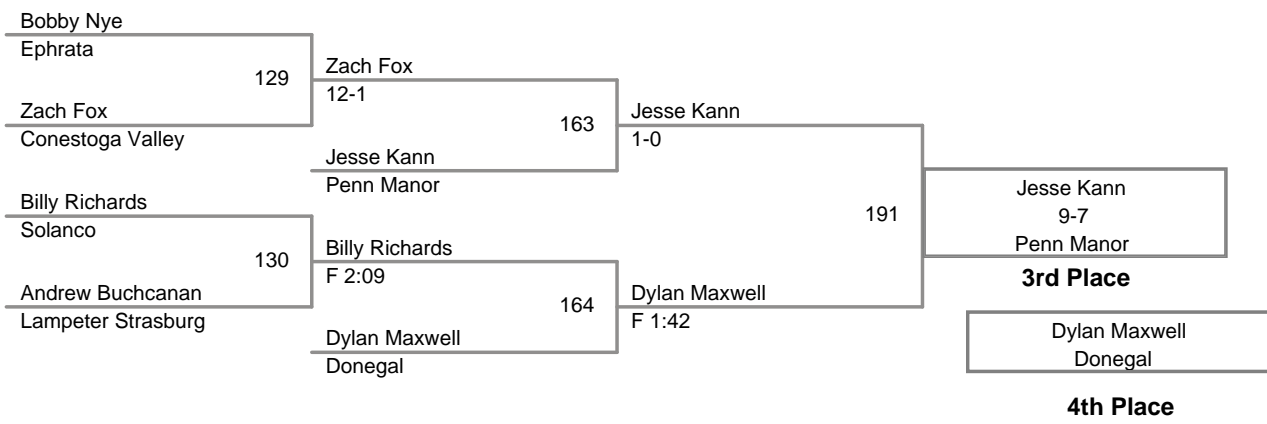 Bobby Nye
Ephrata
129
Zach Fox
12-1
Zach Fox
Conestoga Valley
163
Jesse Kann
1-0
Jesse Kann
Penn Manor
Billy Richards
Solanco
191
Jesse Kann
9-7
Penn Manor
3rd Place
130
Billy Richards
F 2:09
Andrew Buchcanan
Lampeter Strasburg
164
Dylan Maxwell
F 1:42
Dylan Maxwell
Donegal
Dylan Maxwell
Donegal
4th Place